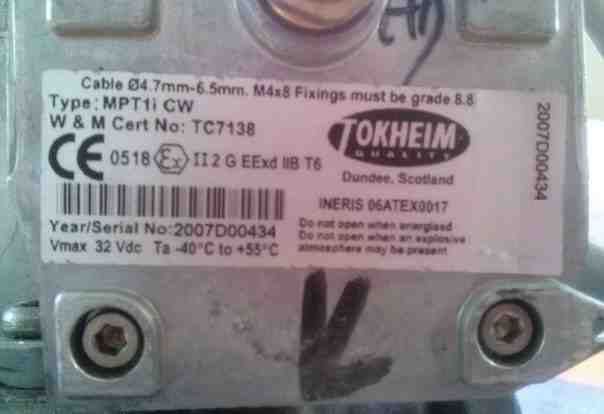 Cable Ø4.7mm-6.5mm. M4x8 Fixings must be grade 8.8
Type: MPT1i CW
W & M Cert No: TC7138
CE 0518 Ex II 2 G EExd IIB T6
TOKHEIM
QUALITY
Dundee, Scotland
INERIS 06ATEX0017
Year/Serial No:2007D00434
Vmax 32 Vdc Ta -40°C to +55°C
Do not open when energised
Do not open when an explosive
atmosphere may be present
2007D00434